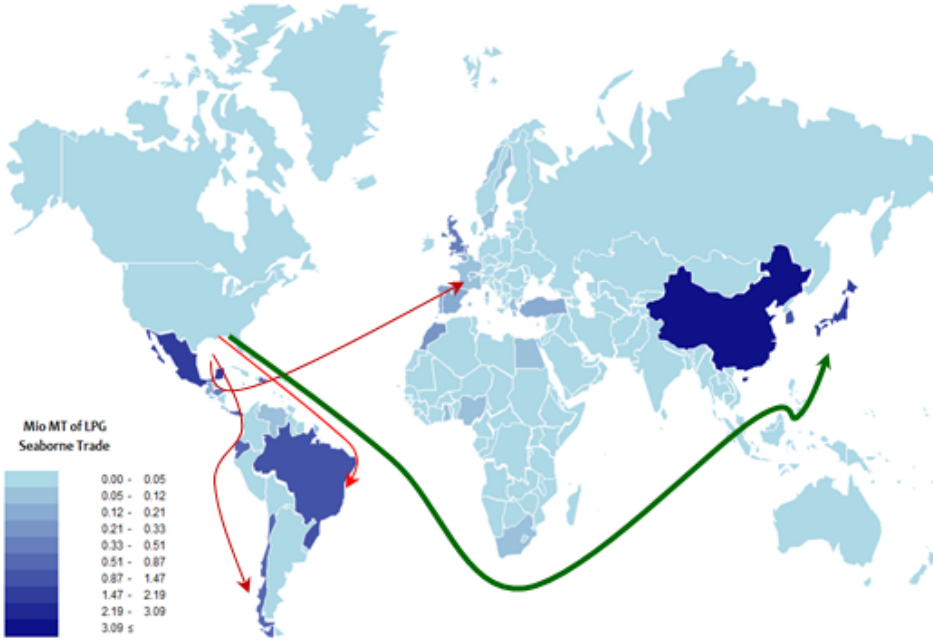 Mio MT of LPG
Seaborne Trade
0.00 - 0.05
0.05 - 0.12
0.12 - 0.21
0.21 - 0.33
0.33 - 0.51
0.51 - 0.87
0.87 - 1.47
1.47 - 2.19
2.19 - 3.09
3.09 ≤